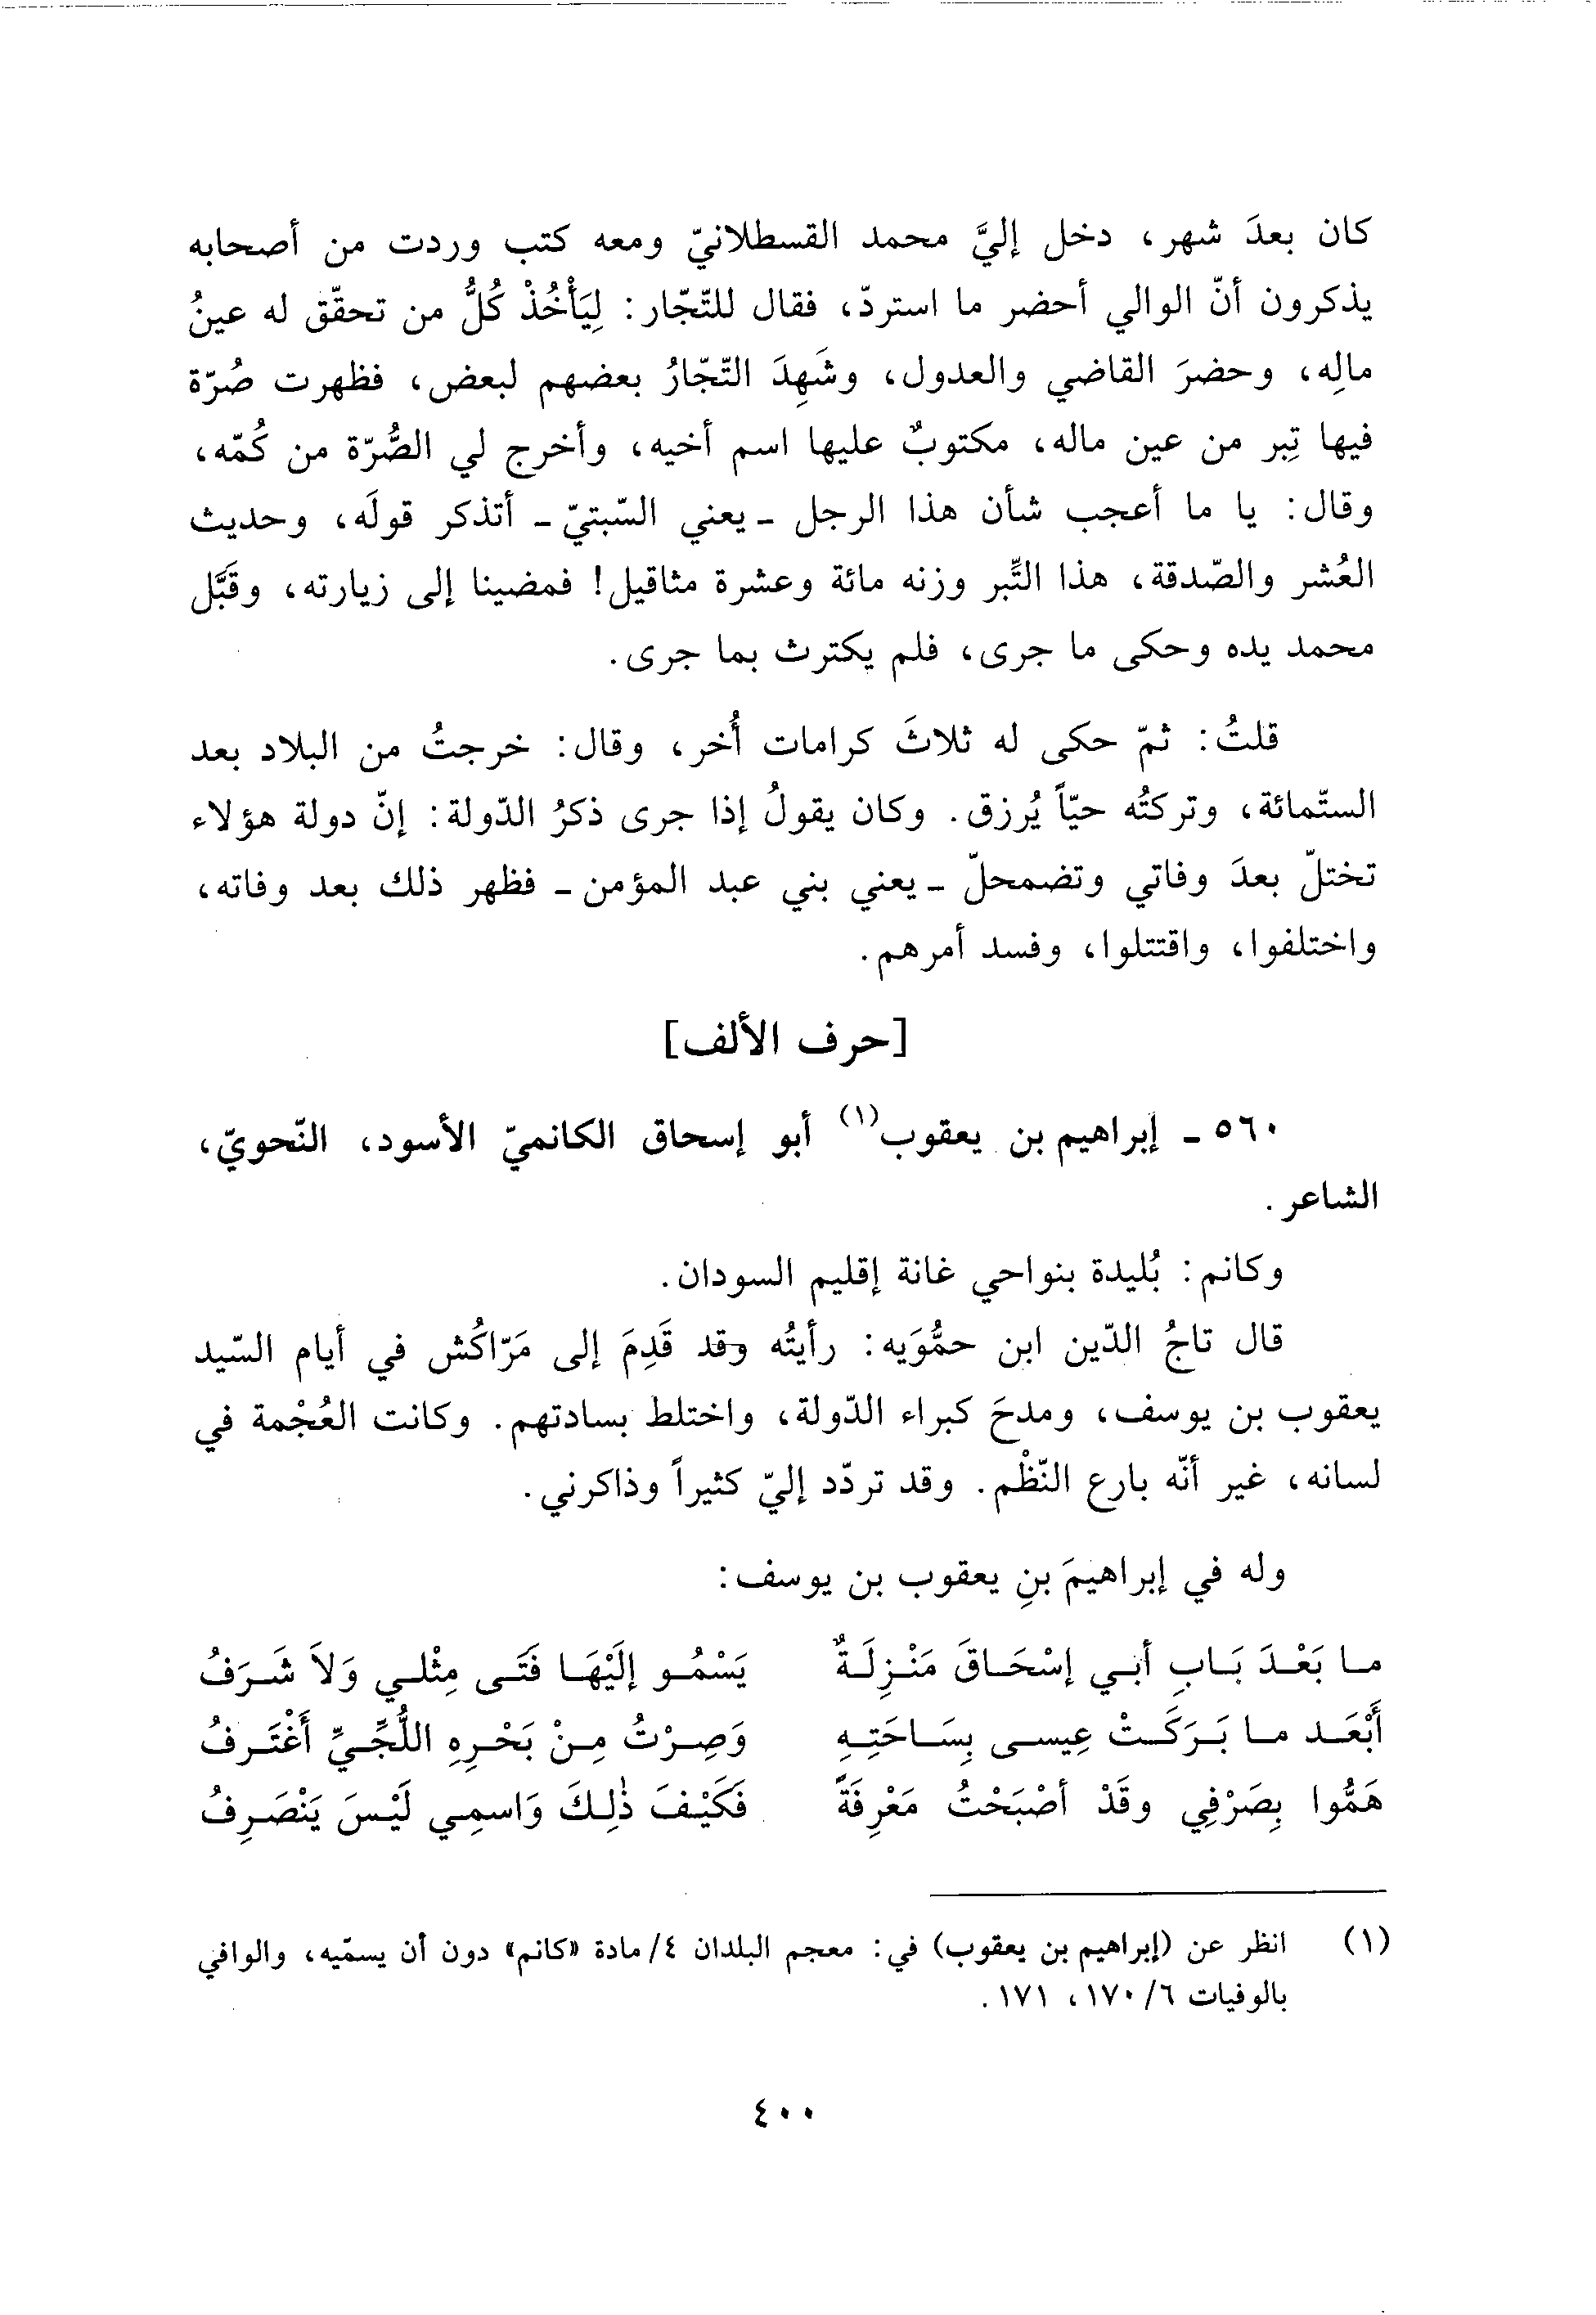 كان بعدَ شهر، دخل إليَّ محمد القسطلانيّ ومعه كتب وردت من أصحابه
يذكرون أنّ الوالي أحضر ما استردّ، فقال للتّجّار: لِيَأْخُذْ كُلُّ من تحقّق له عينُ
مالِه، وحضرَ القاضي والعدول، وشَهِدَ التّجّارُ بعضهم لبعض، فظهرت صُرّة
فيها تِبر من عين ماله، مكتوبٌ عليها اسم أخيه، وأخرج لي الصُّرّة من كُمّه،
وقال: يا ما أعجب شأن هذا الرجل ـ يعني السّبتيّ ـ أتذكر قولَه، وحديث
العُشر والصّدقة، هذا التِّبر وزنه مائة وعشرة مثاقيل! فمضينا إلى زيارته، وقَبَّل
محمد يده وحكى ما جرى، فلم يكترث بما جرى.
قلتُ: ثمّ حكى له ثلاثَ كرامات أُخر، وقال: خرجتُ من البلاد بعد
الستّمائة، وتركتُه حيّاً يُرزق. وكان يقولُ إذا جرى ذكرُ الدّولة: إنّ دولة هؤلاء
تختلّ بعدَ وفاتي وتضمحلّ ـ يعني بني عبد المؤمن ـ فظهر ذلك بعد وفاته،
واختلفوا، واقتتلوا، وفسد أمرهم.
[حرف الألف]
٥٦٠ ـ إبراهيم بن يعقوب(١) أبو إسحاق الكانميّ الأسود، النّحويّ،
الشاعر.
وكانم: بُليدة بنواحي غانة إقليم السودان.
قال تاجُ الدّين ابن حمُّوَيه: رأيتُه وقد قَدِمَ إلى مَرّاكُش في أيام السّيد
يعقوب بن يوسف، ومدحَ كبراء الدّولة، واختلط بسادتهم. وكانت العُجْمة في
لسانه، غير أنّه بارع النّظْم. وقد تردّد إليّ كثيراً وذاكرني.
وله في إبراهيمَ بنِ يعقوب بن يوسف:
مـا بَعْـدَ بَـابِ أبـي إسْحَـاقَ مَنْـزِلَـةٌ يَسْمُـو إلَيْهَـا فَتَـى مِثْلـي وَلاَ شَـرَفُ
أَبْعَـد مـا بَـرَكَـتْ عِيسـى بِسَـاحَتِـهِ وَصِـرْتُ مِـنْ بَحْـرِهِ اللُّجِّـيِّ أغْتَـرفُ
هَمُّوا بِصَرْفِي وقَدْ أصْبَحْتُ مَعْرِفَةً فَكَيْـفَ ذٰلِـكَ وَاسمِـي لَيْـسَ يَنْصَـرِفُ
(١) انظر عن (إبراهيم بن يعقوب) في: معجم البلدان ٤/ مادة «كانم» دون أن يسمّيه، والوافي
بالوفيات ٦/ ١٧٠، ١٧١.
٤٠٠